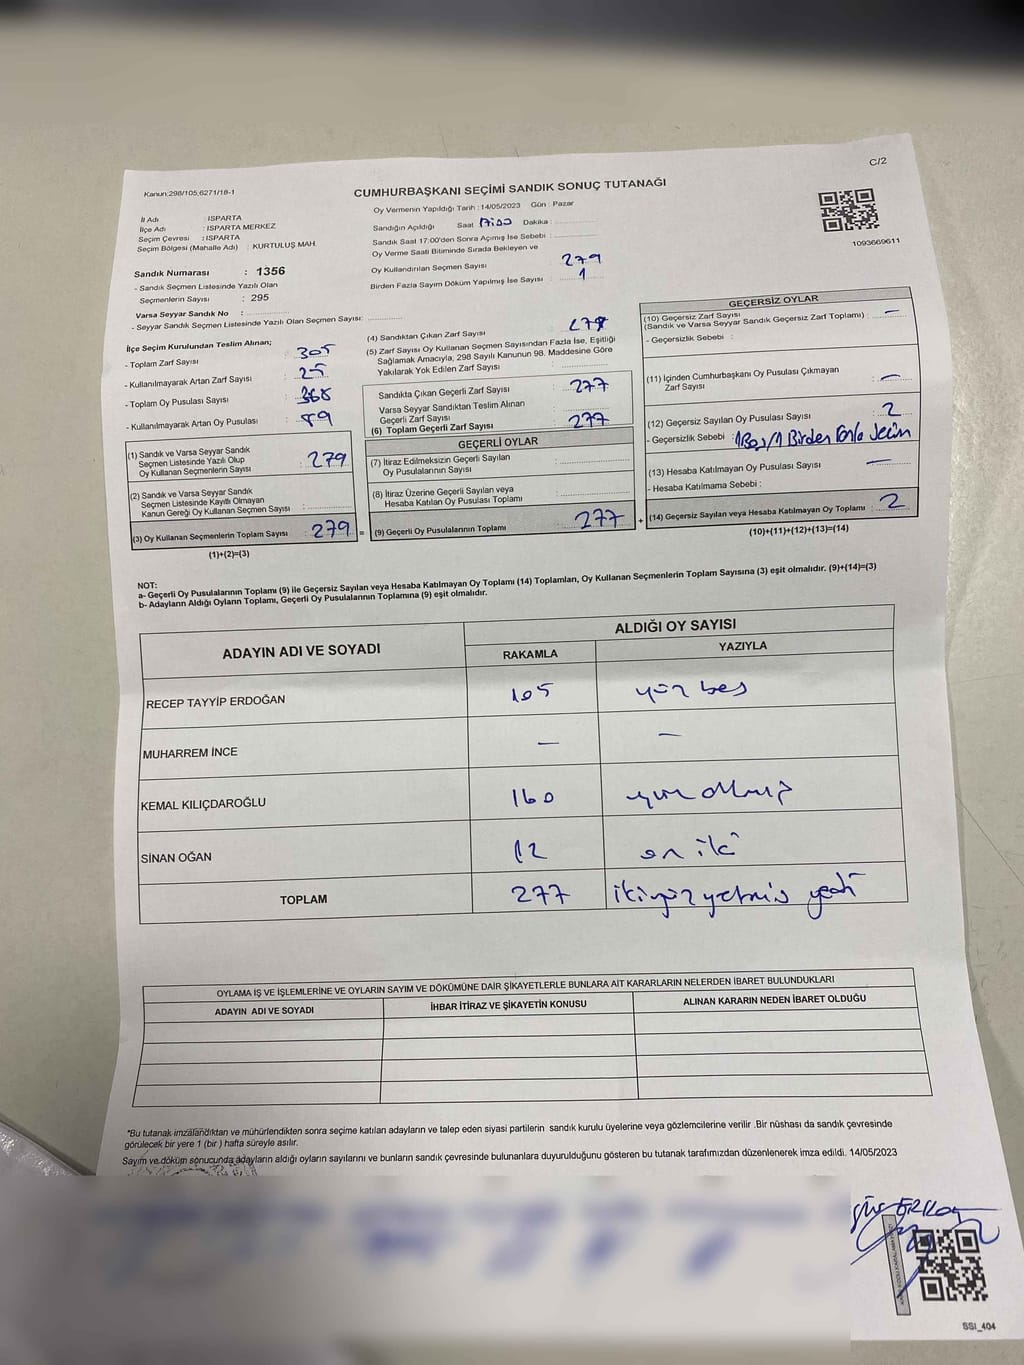 C/2
Kanun:298/105;6271/18-1
CUMHURBAŞKANI SEÇİMİ SANDIK SONUÇ TUTANAĞI
Oy Vermenin Yapıldığı Tarih : 14/05/2023 Gün : Pazar
İl Adı : ISPARTA
İlçe Adı : ISPARTA MERKEZ
Seçim Çevresi : ISPARTA
Seçim Bölgesi (Mahalle Adı) : KURTULUŞ MAH.
Sandığın Açıldığı Saat Dakika :
Sandık Saat 17:00'den Sonra Açımış İse Sebebi :
Oy Verme Saati Bitiminde Sırada Bekleyen ve
Oy Kullandırılan Seçmen Sayısı 279
Birden Fazla Sayım Döküm Yapılmış İse Sayısı : 1
1093669611
Sandık Numarası : 1356
- Sandık Seçmen Listesinde Yazılı Olan
Seçmenlerin Sayısı : 295
Varsa Seyyar Sandık No :
- Seyyar Sandık Seçmen Listesinde Yazılı Olan Seçmen Sayısı:
İlçe Seçim Kurulundan Teslim Alınan;
- Toplam Zarf Sayısı : 305
- Kullanılmayarak Artan Zarf Sayısı : 25
- Toplam Oy Pusulası Sayısı :
- Kullanılmayarak Artan Oy Pusulası : 89
(1) Sandık ve Varsa Seyyar Sandık
Seçmen Listesinde Yazılı Olup
Oy Kullanan Seçmenlerin Sayısı : 279
(2) Sandık ve Varsa Seyyar Sandık
Seçmen Listesinde Kayıtlı Olmayan
Kanun Gereği Oy Kullanan Seçmen Sayısı :
(3) Oy Kullanan Seçmenlerin Toplam Sayısı : 279 =
(1)+(2)=(3)
(4) Sandıktan Çıkan Zarf Sayısı :
(5) Zarf Sayısı Oy Kullanan Seçmen Sayısından Fazla İse, Eşitliği
Sağlamak Amacıyla, 298 Sayılı Kanunun 98. Maddesine Göre
Yakılarak Yok Edilen Zarf Sayısı :
Sandıkta Çıkan Geçerli Zarf Sayısı : 277
Varsa Seyyar Sandıktan Teslim Alınan
Geçerli Zarf Sayısı :
(6) Toplam Geçerli Zarf Sayısı : 277
GEÇERLİ OYLAR
(7) İtiraz Edilmeksizin Geçerli Sayılan
Oy Pusulalarının Sayısı :
(8) İtiraz Üzerine Geçerli Sayılan veya
Hesaba Katılan Oy Pusulası Toplamı :
(9) Geçerli Oy Pusulalarının Toplamı : 277 +
GEÇERSİZ OYLAR
(10) Geçersiz Zarf Sayısı
(Sandık ve Varsa Seyyar Sandık Geçersiz Zarf Toplamı) : —
- Geçersizlik Sebebi :
(11) İçinden Cumhurbaşkanı Oy Pusulası Çıkmayan
Zarf Sayısı : —
(12) Geçersiz Sayılan Oy Pusulası Sayısı : 2
- Geçersizlik Sebebi : 1Boş/1 Birden Fazla Seçim
(13) Hesaba Katılmayan Oy Pusulası Sayısı : —
- Hesaba Katılmama Sebebi :
(14) Geçersiz Sayılan veya Hesaba Katılmayan Oy Toplamı : 2
(10)+(11)+(12)+(13)=(14)
NOT:
a- Geçerli Oy Pusulalarının Toplamı (9) ile Geçersiz Sayılan veya Hesaba Katılmayan Oy Toplamı (14) Toplamları, Oy Kullanan Seçmenlerin Toplam Sayısına (3) eşit olmalıdır. (9)+(14)=(3)
b- Adayların Aldığı Oyların Toplamı, Geçerli Oy Pusulalarının Toplamına (9) eşit olmalıdır.
ADAYIN ADI VE SOYADI
ALDIĞI OY SAYISI
RAKAMLA YAZIYLA
RECEP TAYYİP ERDOĞAN 105 yüz beş
MUHARREM İNCE — —
KEMAL KILIÇDAROĞLU 160 yüz altmış
SİNAN OĞAN 12 on iki
TOPLAM 277 ikiyüz yetmiş yedi
OYLAMA İŞ VE İŞLEMLERİNE VE OYLARIN SAYIM VE DÖKÜMÜNE DAİR ŞİKAYETLERLE BUNLARA AİT KARARLARIN NELERDEN İBARET BULUNDUKLARI
ADAYIN ADI VE SOYADI İHBAR İTİRAZ VE ŞİKAYETİN KONUSU ALINAN KARARIN NEDEN İBARET OLDUĞU
*Bu tutanak imzalandıktan ve mühürlendikten sonra seçime katılan adayların ve talep eden siyasi partilerin sandık kurulu üyelerine veya gözlemcilerine verilir .Bir nüshası da sandık çevresinde
görülecek bir yere 1 (bir) hafta süreyle asılır.
Sayım ve döküm sonucunda adayların aldığı oyların sayılarını ve bunların sandık çevresinde bulunanlara duyurulduğunu gösteren bu tutanak tarafımızdan düzenlenerek imza edildi. 14/05/2023
SSI_404